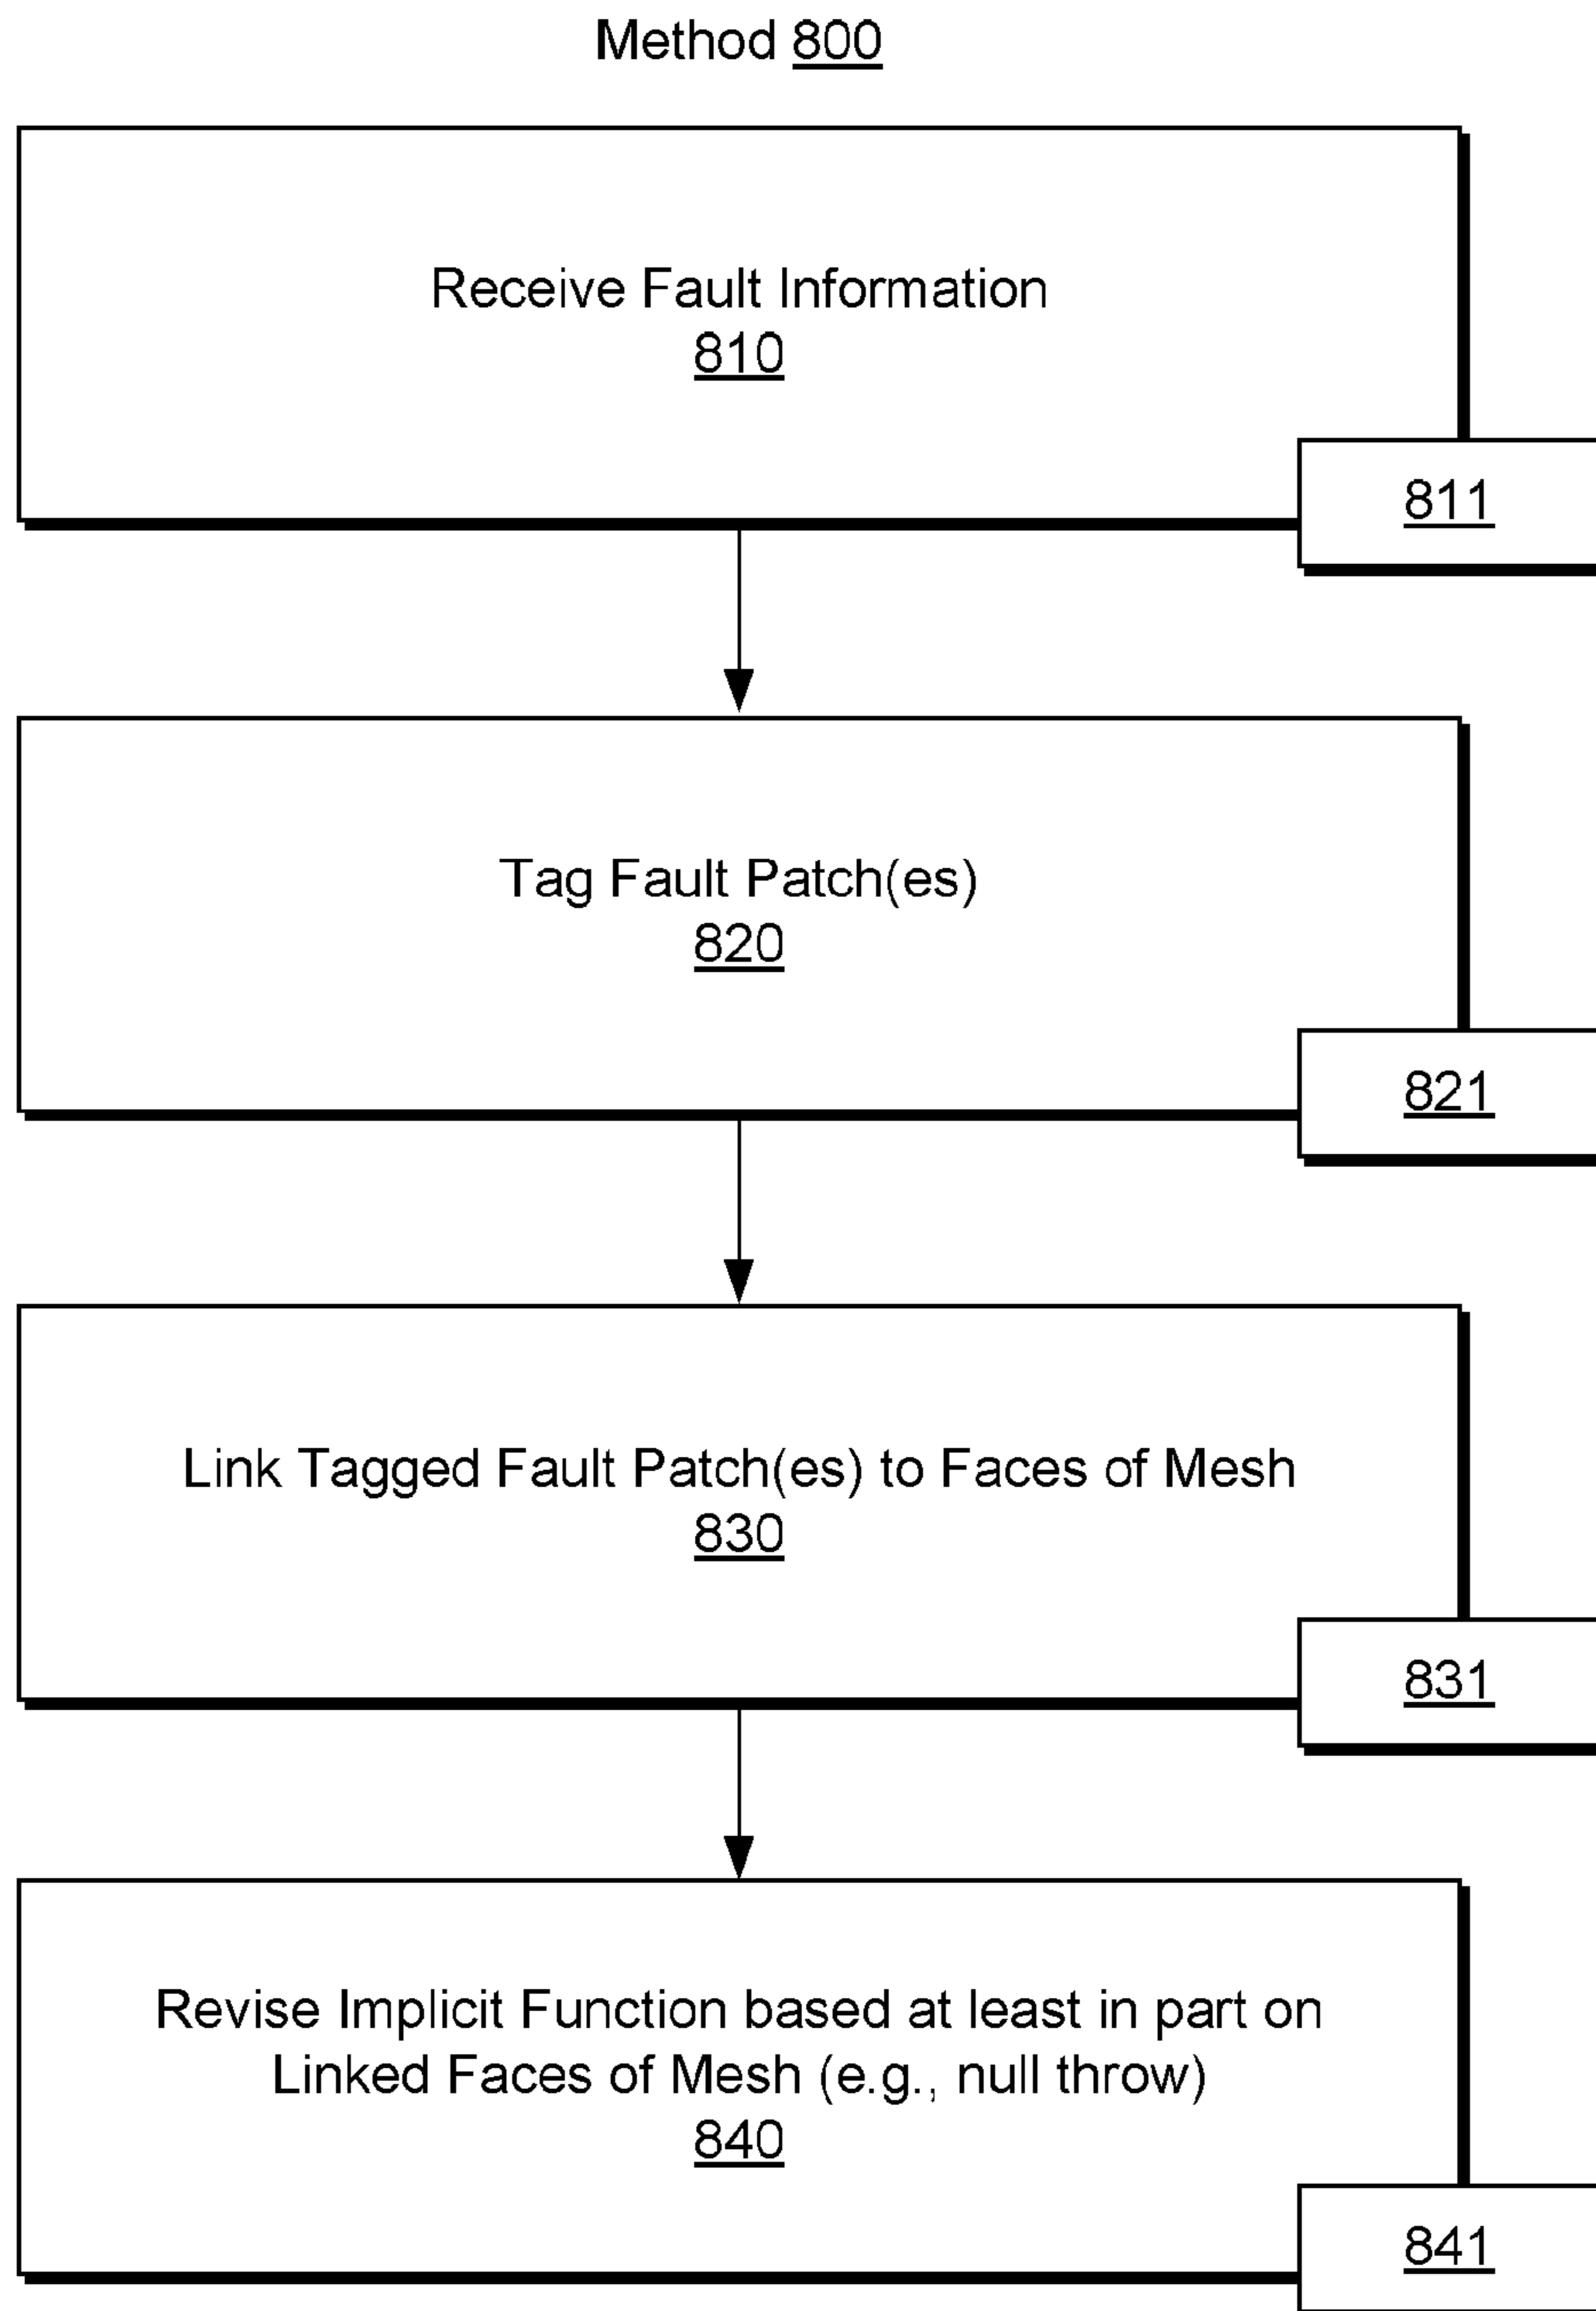 Method 800
Receive Fault Information
810
811
Tag Fault Patch(es)
820
821
Link Tagged Fault Patch(es) to Faces of Mesh
830
831
Revise Implicit Function based at least in part on
Linked Faces of Mesh (e.g., null throw)
840
841